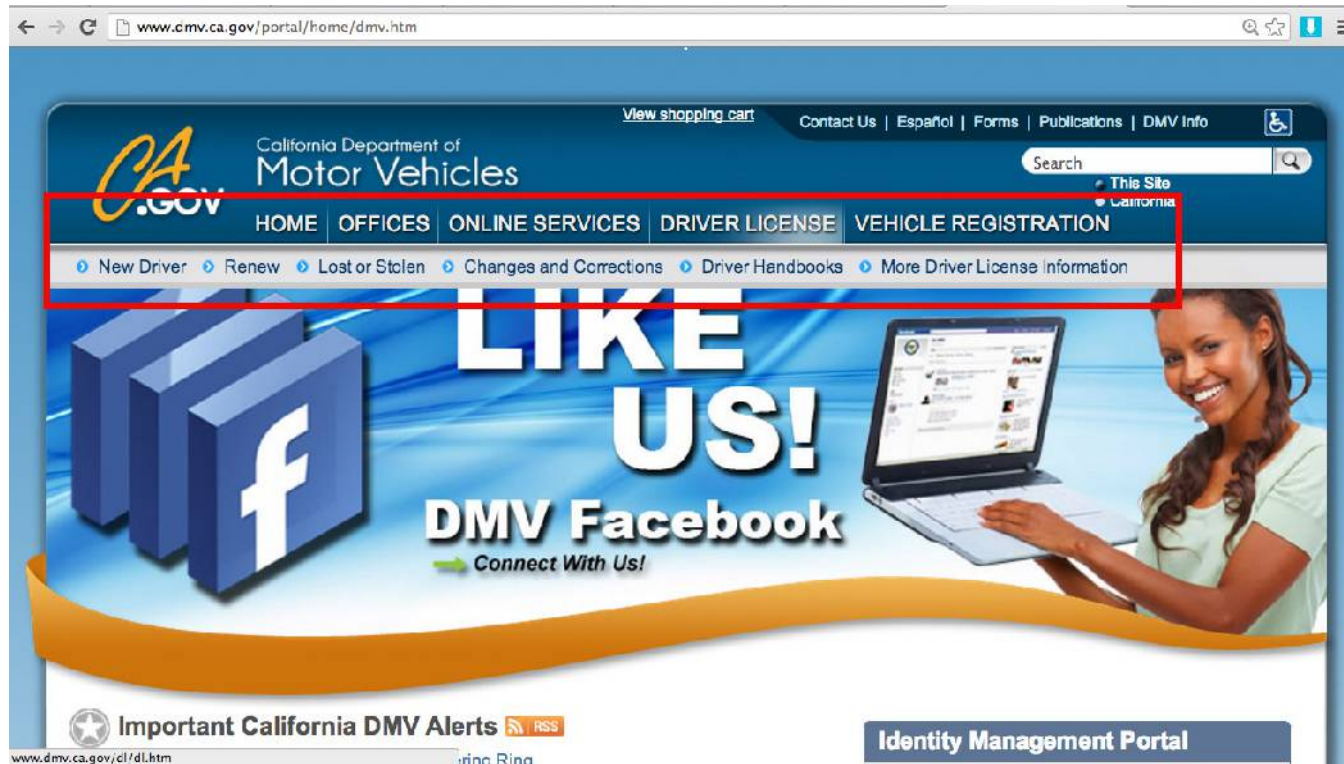 www.dmv.ca.gov/portal/home/dmv.htm
View shopping cart
Contact Us | Español | Forms | Publications | DMV Info
CA
.GOV
California Department of
Motor Vehicles
Search
This Site
California
HOME OFFICES ONLINE SERVICES DRIVER LICENSE VEHICLE REGISTRATION
New Driver Renew Lost or Stolen Changes and Corrections Driver Handbooks More Driver License Information
LIKE
US!
f
DMV Facebook
Connect With Us!
Important California DMV Alerts RSS
Identity Management Portal
www.dmv.ca.gov/dl/dl.htm
Ring